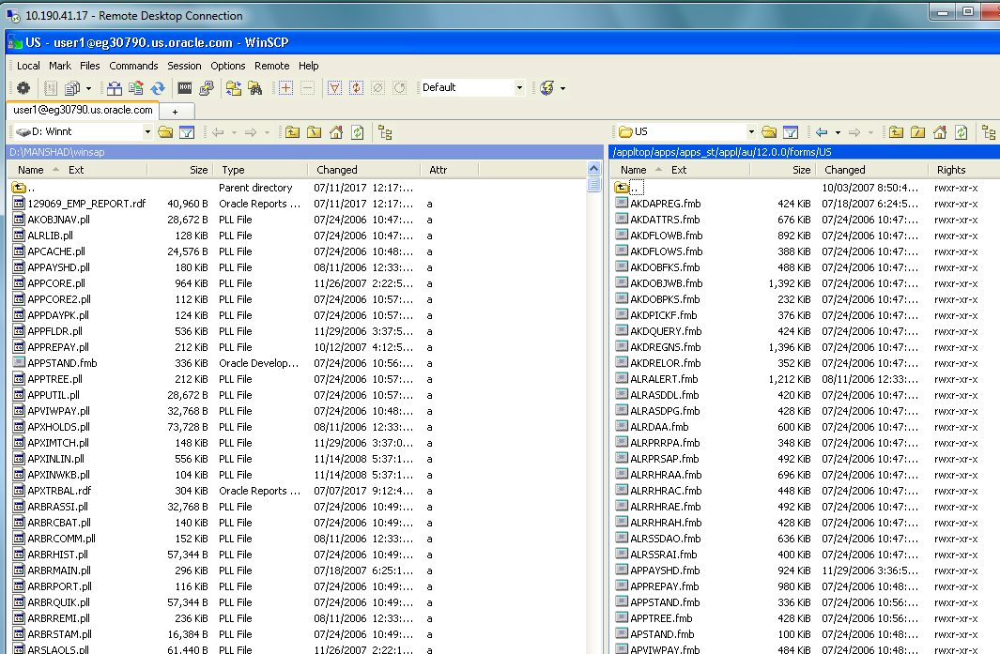 10.190.41.17 - Remote Desktop Connection
US - user1@eg30790.us.oracle.com - WinSCP
Local Mark Files Commands Session Options Remote Help
Default
user1@eg30790.us.oracle.com +
D: Winnt US
D:\MANSHAD\winsap /appltop/apps/apps_st/appl/au/12.0.0/forms/US
Name Ext Size Type Changed Attr Name Ext Size Changed Rights
.. Parent directory 07/11/2017 12:17:... .. 10/03/2007 8:50:4... rwxr-xr-x
129069_EMP_REPORT.rdf 40,960 B Oracle Reports ... 07/11/2017 12:17:... a AKDAPREG.fmb 424 KiB 07/18/2007 6:24:5... rwxr-xr-x
AKOBJNAV.pll 28,672 B PLL File 07/24/2006 10:47:... a AKDATTRS.fmb 676 KiB 07/24/2006 10:47:... rwxr-xr-x
ALRLIB.pll 128 KiB PLL File 07/24/2006 10:47:... a AKDFLOWB.fmb 892 KiB 07/24/2006 10:47:... rwxr-xr-x
APCACHE.pll 24,576 B PLL File 07/24/2006 10:48:... a AKDFLOWS.fmb 388 KiB 07/24/2006 10:47:... rwxr-xr-x
APPAYSHD.pll 180 KiB PLL File 08/11/2006 12:33:... a AKDOBFKS.fmb 488 KiB 07/24/2006 10:47:... rwxr-xr-x
APPCORE.pll 964 KiB PLL File 11/26/2007 2:22:5... a AKDOBJWB.fmb 1,392 KiB 07/24/2006 10:47:... rwxr-xr-x
APPCORE2.pll 112 KiB PLL File 07/24/2006 10:57:... a AKDOBPKS.fmb 232 KiB 07/24/2006 10:47:... rwxr-xr-x
APPDAYPK.pll 124 KiB PLL File 07/24/2006 10:57:... a AKDPICKF.fmb 376 KiB 07/24/2006 10:47:... rwxr-xr-x
APPFLDR.pll 536 KiB PLL File 11/29/2006 3:37:5... a AKDQUERY.fmb 424 KiB 07/24/2006 10:47:... rwxr-xr-x
APPREPAY.pll 212 KiB PLL File 10/12/2007 4:12:5... a AKDREGNS.fmb 1,396 KiB 07/24/2006 10:47:... rwxr-xr-x
APPSTAND.fmb 336 KiB Oracle Develop... 07/24/2006 10:56:... a AKDRELOR.fmb 352 KiB 07/24/2006 10:47:... rwxr-xr-x
APPTREE.pll 212 KiB PLL File 07/24/2006 10:57:... a ALRALERT.fmb 1,212 KiB 08/11/2006 12:33:... rwxr-xr-x
APPUTIL.pll 28,672 B PLL File 07/24/2006 10:57:... a ALRASDDL.fmb 420 KiB 07/24/2006 10:47:... rwxr-xr-x
APVIWPAY.pll 32,768 B PLL File 07/24/2006 10:48:... a ALRASDPG.fmb 428 KiB 07/24/2006 10:47:... rwxr-xr-x
APXHOLDS.pll 73,728 B PLL File 08/11/2006 12:33:... a ALRDAA.fmb 600 KiB 07/24/2006 10:47:... rwxr-xr-x
APXIMTCH.pll 148 KiB PLL File 11/29/2006 3:37:0... a ALRPRRPA.fmb 348 KiB 07/24/2006 10:47:... rwxr-xr-x
APXINLIN.pll 556 KiB PLL File 11/14/2008 5:37:1... a ALRPRSAP.fmb 492 KiB 07/24/2006 10:47:... rwxr-xr-x
APXINWKB.pll 104 KiB PLL File 11/14/2008 5:37:1... a ALRRHRAA.fmb 696 KiB 07/24/2006 10:47:... rwxr-xr-x
APXTRBAL.rdf 304 KiB Oracle Reports ... 07/07/2017 9:12:4... a ALRRHRAC.fmb 448 KiB 07/24/2006 10:47:... rwxr-xr-x
ARBRASSI.pll 32,768 B PLL File 07/24/2006 10:49:... a ALRRHRAE.fmb 492 KiB 07/24/2006 10:47:... rwxr-xr-x
ARBRCBAT.pll 140 KiB PLL File 07/24/2006 10:49:... a ALRRHRAH.fmb 428 KiB 07/24/2006 10:47:... rwxr-xr-x
ARBRCOMM.pll 152 KiB PLL File 08/11/2006 12:33:... a ALRSSDAO.fmb 636 KiB 07/24/2006 10:47:... rwxr-xr-x
ARBRHIST.pll 57,344 B PLL File 07/24/2006 10:49:... a ALRSSRAI.fmb 400 KiB 07/24/2006 10:47:... rwxr-xr-x
ARBRMAIN.pll 296 KiB PLL File 07/18/2007 6:25:1... a APPAYSHD.fmb 924 KiB 11/29/2006 3:36:5... rwxr-xr-x
ARBRPORT.pll 116 KiB PLL File 07/24/2006 10:49:... a APPREPAY.fmb 980 KiB 07/24/2006 10:48:... rwxr-xr-x
ARBRQUIK.pll 57,344 B PLL File 07/24/2006 10:49:... a APPSTAND.fmb 336 KiB 07/24/2006 10:56:... rwxr-xr-x
ARBRREMI.pll 236 KiB PLL File 08/11/2006 12:33:... a APPTREE.fmb 428 KiB 07/24/2006 10:56:... rwxr-xr-x
ARBRSTAM.pll 16,384 B PLL File 07/24/2006 10:49:... a APSTAND.fmb 100 KiB 07/24/2006 10:48:... rwxr-xr-x
ARSLAOLS.pll 61,440 B PLL File 11/26/2007 2:22:1... a APVIWPAY.fmb 484 KiB 07/24/2006 10:48:... rwxr-xr-x